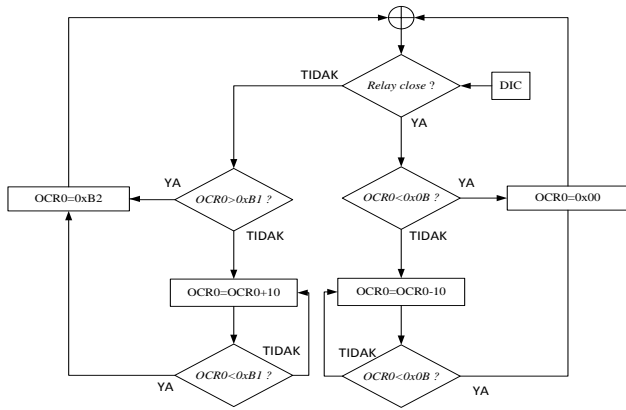 TIDAK
Relay close ?
DIC
YA
YA
OCR0>0xB1 ?
OCR0=0xB2
OCR0<0x0B ?
YA
OCR0=0x00
TIDAK
TIDAK
OCR0=OCR0+10
OCR0=OCR0-10
TIDAK
OCR0<0xB1 ?
YA
TIDAK
OCR0<0x0B ?
YA